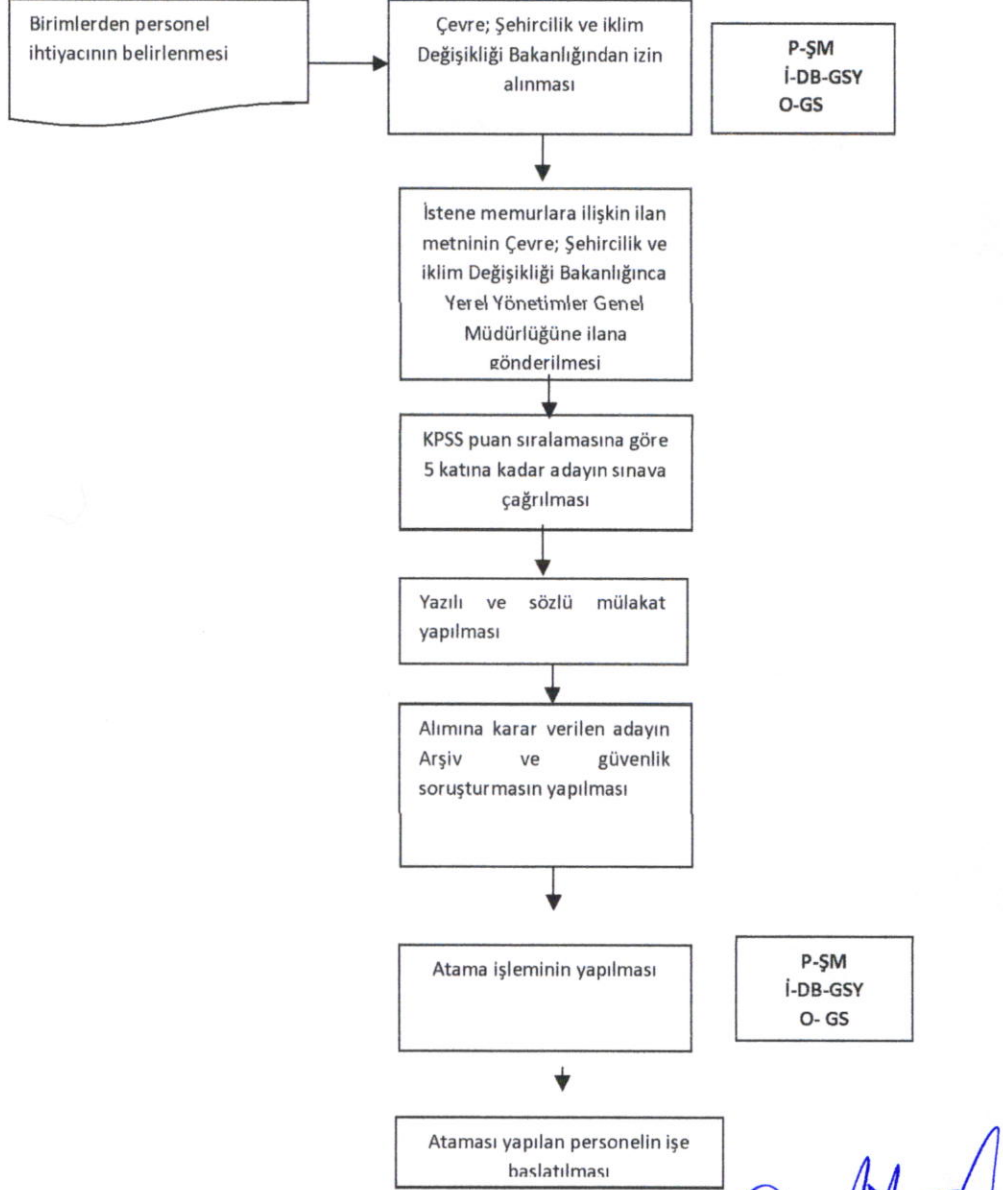 Birimlerden personel
ihtiyacının belirlenmesi
Çevre; Şehircilik ve iklim
Değişikliği Bakanlığından izin
alınması
P-ŞM
İ-DB-GSY
O-GS
İstene memurlara ilişkin ilan
metninin Çevre; Şehircilik ve
iklim Değişikliği Bakanlığınca
Yerel Yönetimler Genel
Müdürlüğüne ilana
gönderilmesi
KPSS puan sıralamasına göre
5 katına kadar adayın sınava
çağrılması
Yazılı ve sözlü mülakat
yapılması
Alımına karar verilen adayın
Arşiv ve güvenlik
soruşturmasın yapılması
Atama işleminin yapılması
P-ŞM
İ-DB-GSY
O- GS
Ataması yapılan personelin işe
başlatılması